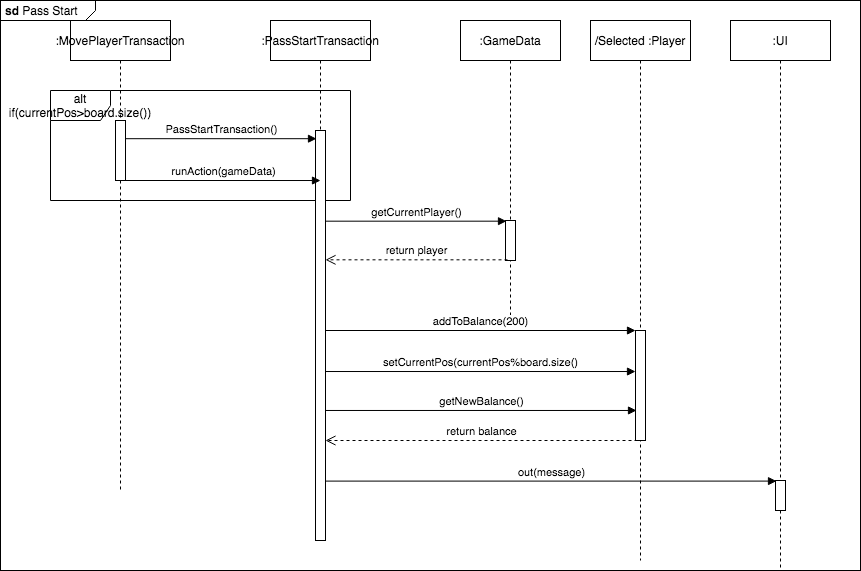 sd Pass Start
:MovePlayerTransaction
:PassStartTransaction
:GameData
/Selected :Player
:UI
alt
if(currentPos>board.size())
PassStartTransaction()
runAction(gameData)
getCurrentPlayer()
return player
addToBalance(200)
setCurrentPos(currentPos%board.size()
getNewBalance()
return balance
out(message)